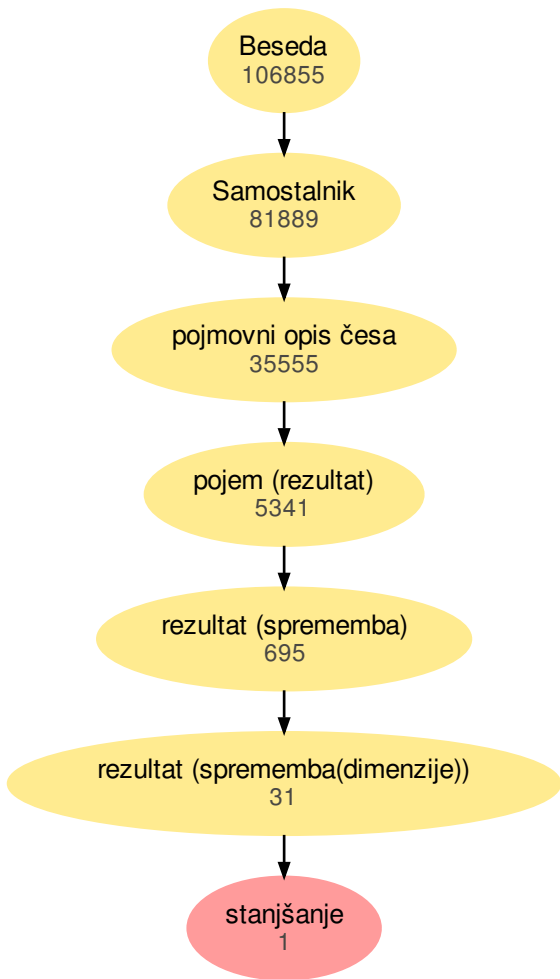 Beseda
106855
Samostalnik
81889
pojmovni opis česa
35555
pojem (rezultat)
5341
rezultat (sprememba)
695
rezultat (sprememba(dimenzije))
31
stanjšanje
1